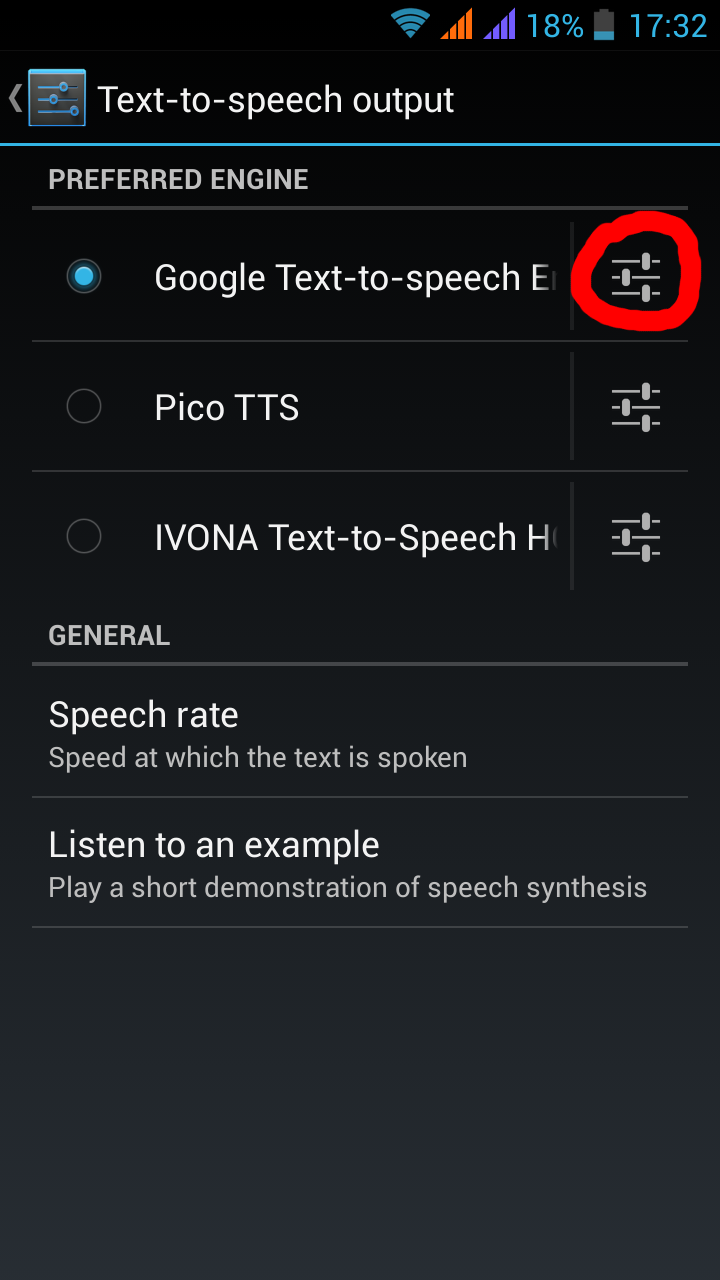 18% 17:32
Text-to-speech output
PREFERRED ENGINE
Google Text-to-speech
Pico TTS
IVONA Text-to-Speech
GENERAL
Speech rate
Speed at which the text is spoken
Listen to an example
Play a short demonstration of speech synthesis